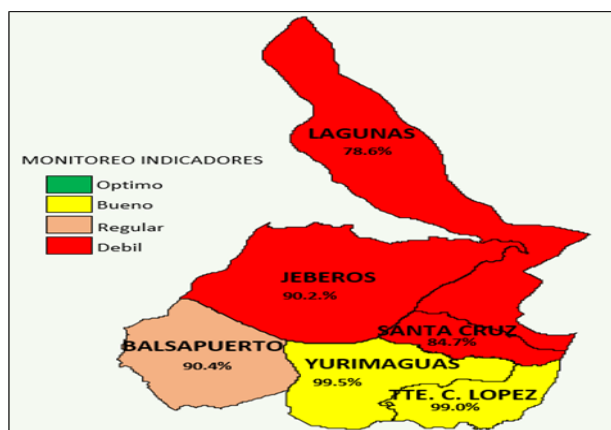 LAGUNAS
78.6%
MONITOREO INDICADORES
Optimo
Bueno
Regular
Debil
JEBEROS
90.2.%
SANTA CRUZ
84.7%
BALSAPUERTO
90.4%
YURIMAGUAS
99.5%
TTE. C. LOPEZ
99.0%